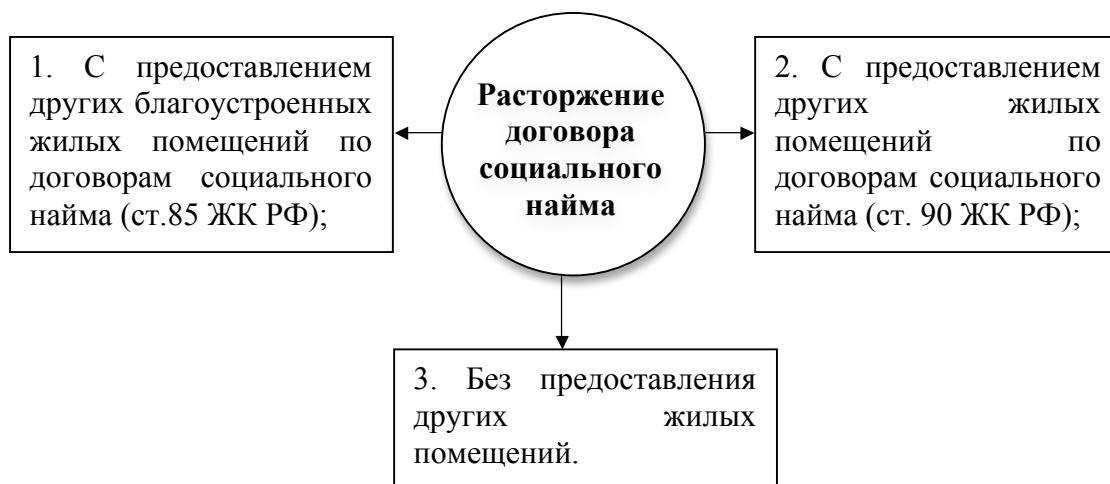 1. С предоставлением
других благоустроенных
жилых помещений по
договорам социального
найма (ст.85 ЖК РФ);
Расторжение
договора
социального
найма
2. С предоставлением
других жилых
помещений по
договорам социального
найма (ст. 90 ЖК РФ);
3. Без предоставления
других жилых
помещений.